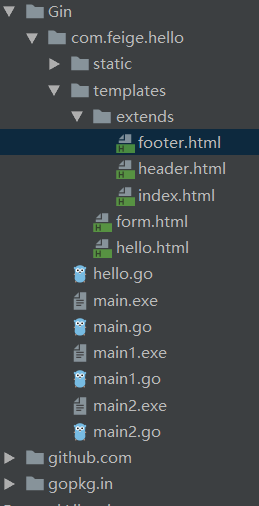 Gin
com.feige.hello
static
templates
extends
footer.html
header.html
index.html
form.html
hello.html
hello.go
main.exe
main.go
main1.exe
main1.go
main2.exe
main2.go
github.com
gopkg.in